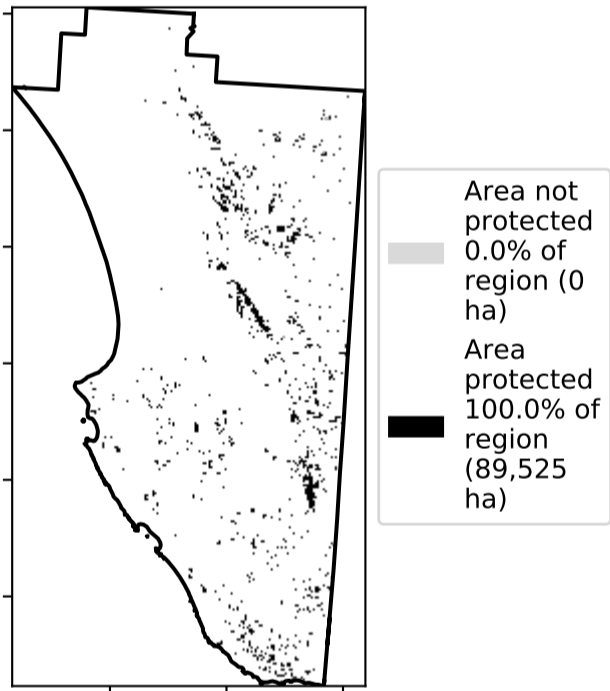 Area not
protected
0.0% of
region (0
ha)
Area
protected
100.0% of
region
(89,525
ha)